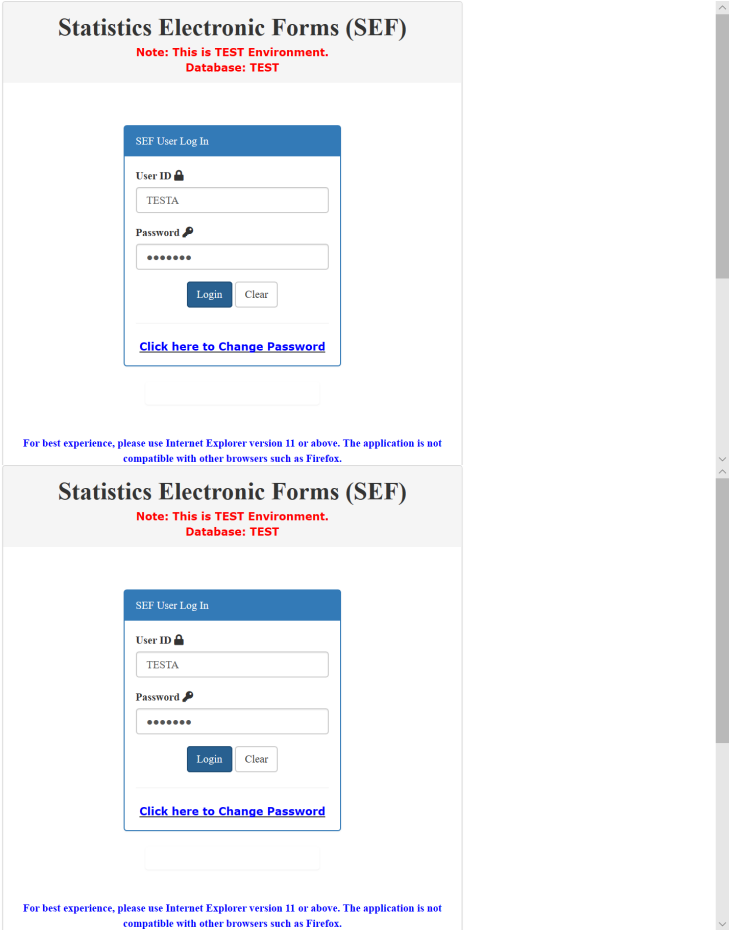 Statistics Electronic Forms (SEF)
Note: This is TEST Environment.
Database: TEST
SEF User Log In
User ID
TESTA
Password
●●●●●●●
Login Clear
Click here to Change Password
For best experience, please use Internet Explorer version 11 or above. The application is not
compatible with other browsers such as Firefox.
Statistics Electronic Forms (SEF)
Note: This is TEST Environment.
Database: TEST
SEF User Log In
User ID
TESTA
Password
●●●●●●●
Login Clear
Click here to Change Password
For best experience, please use Internet Explorer version 11 or above. The application is not
compatible with other browsers such as Firefox.